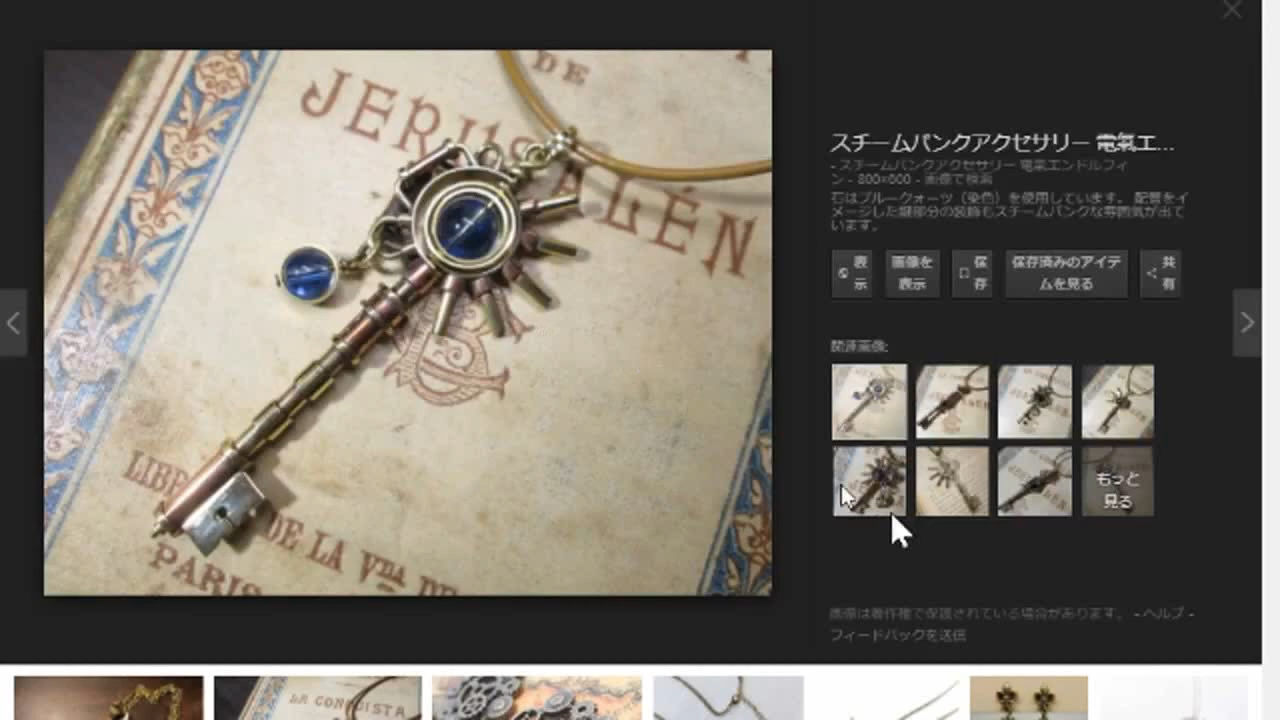 DE
JERUSALÉN
LIBR
DE LA Vᴰᴬ DE
PARIS
スチームパンクアクセサリー 電氣エ...
- スチームパンクアクセサリー 電氣エンドルフィ
ン - 800×600 - 画像で検索
石はブルークォーツ（染色）を使用しています。 配管をイ
メージした鍵部分の装飾もスチームパンクな雰囲気が出て
います。
表示
画像を表示
保存
保存済みのアイテムを見る
共有
関連画像:
もっと
見る
画像は著作権で保護されている場合があります。 - ヘルプ -
フィードバックを送信
LA CONQUISTA